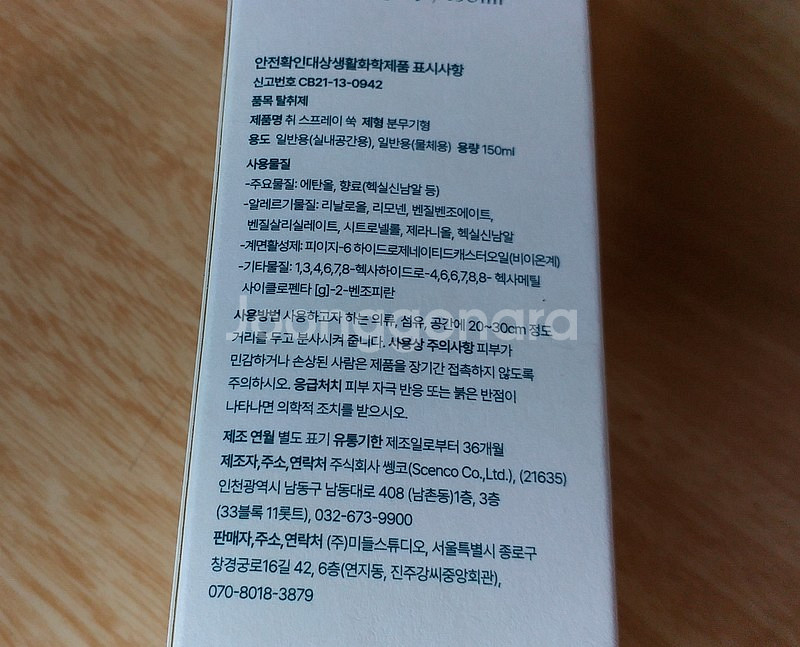 안전확인대상생활화학제품 표시사항
신고번호 CB21-13-0942
품목 탈취제
제품명 취 스프레이 쑥 제형 분무기형
용도 일반용(실내공간용), 일반용(물체용) 용량 150ml
사용물질
-주요물질: 에탄올, 향료(헥실신남알 등)
-알레르기물질: 리날로올, 리모넨, 벤질벤조에이트,
벤질살리실레이트, 시트로넬롤, 제라니올, 헥실신남알
-계면활성제: 피이지-6 하이드로제네이티드캐스터오일(비이온계)
-기타물질: 1,3,4,6,7,8-헥사하이드로-4,6,6,7,8,8- 헥사메틸
사이클로펜타 [g]-2-벤조피란
사용방법 사용하고자 하는 의류, 섬유, 공간에 20~30cm 정도
Joonggonara
거리를 두고 분사시켜 줍니다. 사용상 주의사항 피부가
민감하거나 손상된 사람은 제품을 장기간 접촉하지 않도록
주의하시오. 응급처치 피부 자극 반응 또는 붉은 반점이
나타나면 의학적 조치를 받으시오.
제조 연월 별도 표기 유통기한 제조일로부터 36개월
제조자,주소,연락처 주식회사 쎙코(Scenco Co.,Ltd.), (21635)
인천광역시 남동구 남동대로 408 (남촌동)1층, 3층
(33블록 11롯트), 032-673-9900
판매자,주소,연락처 (주)미들스튜디오, 서울특별시 종로구
창경궁로16길 42, 6층(연지동, 진주강씨중앙회관),
070-8018-3879